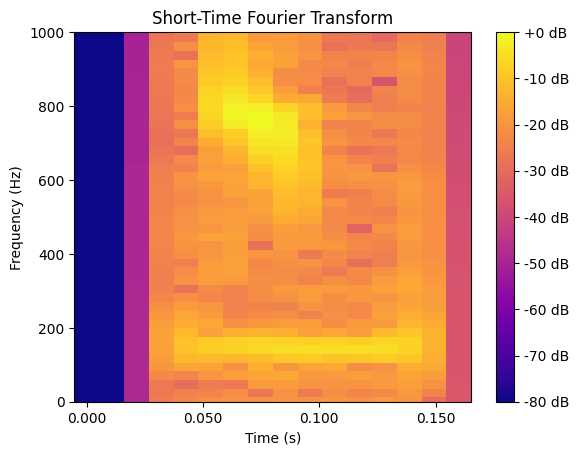 Short-Time Fourier Transform
Frequency (Hz)
1000
800
600
400
200
0
0.000
0.050
0.100
0.150
Time (s)
+0 dB
-10 dB
-20 dB
-30 dB
-40 dB
-50 dB
-60 dB
-70 dB
-80 dB